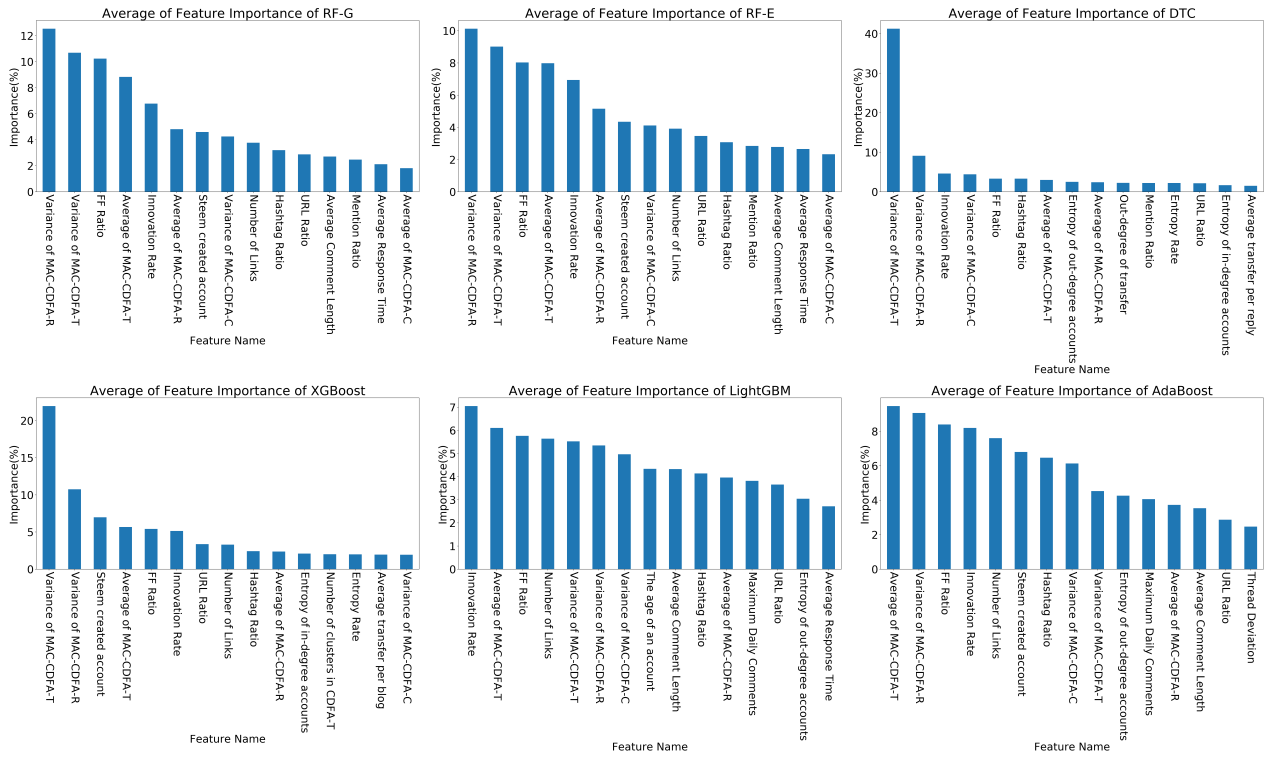 Average of Feature Importance of RF-G
Importance(%)
12
10
8
6
4
2
0
Variance of MAC-CDFA-R
Variance of MAC-CDFA-T
FF Ratio
Average of MAC-CDFA-T
Innovation Rate
Average of MAC-CDFA-R
Steem created account
Variance of MAC-CDFA-C
Number of Links
Hashtag Ratio
URL Ratio
Average Comment Length
Mention Ratio
Average Response Time
Average of MAC-CDFA-C
Feature Name
Average of Feature Importance of RF-E
Importance(%)
10
8
6
4
2
0
Variance of MAC-CDFA-R
Variance of MAC-CDFA-T
FF Ratio
Average of MAC-CDFA-T
Innovation Rate
Average of MAC-CDFA-R
Steem created account
Variance of MAC-CDFA-C
Number of Links
URL Ratio
Hashtag Ratio
Mention Ratio
Average Comment Length
Average Response Time
Average of MAC-CDFA-C
Feature Name
Average of Feature Importance of DTC
Importance(%)
40
30
20
10
0
Variance of MAC-CDFA-T
Variance of MAC-CDFA-R
Innovation Rate
Variance of MAC-CDFA-C
FF Ratio
Hashtag Ratio
Average of MAC-CDFA-T
Entropy of out-degree accounts
Average of MAC-CDFA-R
Out-degree of transfer
Mention Ratio
Entropy Rate
URL Ratio
Entropy of in-degree accounts
Average transfer per reply
Feature Name
Average of Feature Importance of XGBoost
Importance(%)
20
15
10
5
0
Variance of MAC-CDFA-T
Variance of MAC-CDFA-R
Steem created account
Average of MAC-CDFA-T
FF Ratio
Innovation Rate
URL Ratio
Number of Links
Hashtag Ratio
Average of MAC-CDFA-R
Entropy of in-degree accounts
Number of clusters in CDFA-T
Entropy Rate
Average transfer per blog
Variance of MAC-CDFA-C
Feature Name
Average of Feature Importance of LightGBM
Importance(%)
7
6
5
4
3
2
1
0
Innovation Rate
Average of MAC-CDFA-T
FF Ratio
Number of Links
Variance of MAC-CDFA-T
Variance of MAC-CDFA-R
Variance of MAC-CDFA-C
The age of an account
Average Comment Length
Hashtag Ratio
Average of MAC-CDFA-R
Maximum Daily Comments
URL Ratio
Entropy of out-degree accounts
Average Response Time
Feature Name
Average of Feature Importance of AdaBoost
Importance(%)
8
6
4
2
0
Average of MAC-CDFA-T
Variance of MAC-CDFA-R
FF Ratio
Innovation Rate
Number of Links
Steem created account
Hashtag Ratio
Variance of MAC-CDFA-C
Variance of MAC-CDFA-T
Entropy of out-degree accounts
Maximum Daily Comments
Average of MAC-CDFA-R
Average Comment Length
URL Ratio
Thread Deviation
Feature Name